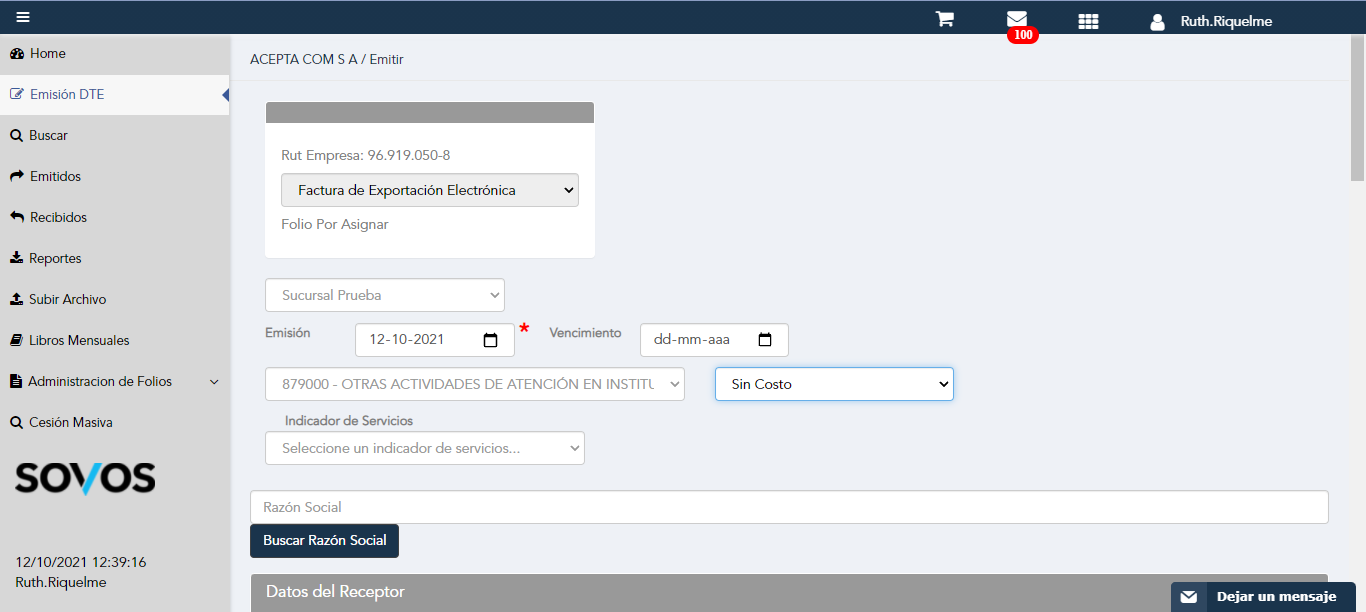 100
Ruth.Riquelme
Home
Emisión DTE
Buscar
Emitidos
Recibidos
Reportes
Subir Archivo
Libros Mensuales
Administracion de Folios
Cesión Masiva
SOVOS
12/10/2021 12:39:16
Ruth.Riquelme
ACEPTA COM S A / Emitir
Rut Empresa: 96.919.050-8
Factura de Exportación Electrónica
Folio Por Asignar
Sucursal Prueba
Emisión 12-10-2021 * Vencimiento dd-mm-aaa
879000 - OTRAS ACTIVIDADES DE ATENCIÓN EN INSTITU Sin Costo
Indicador de Servicios
Seleccione un indicador de servicios...
Razón Social
Buscar Razón Social
Datos del Receptor
Dejar un mensaje